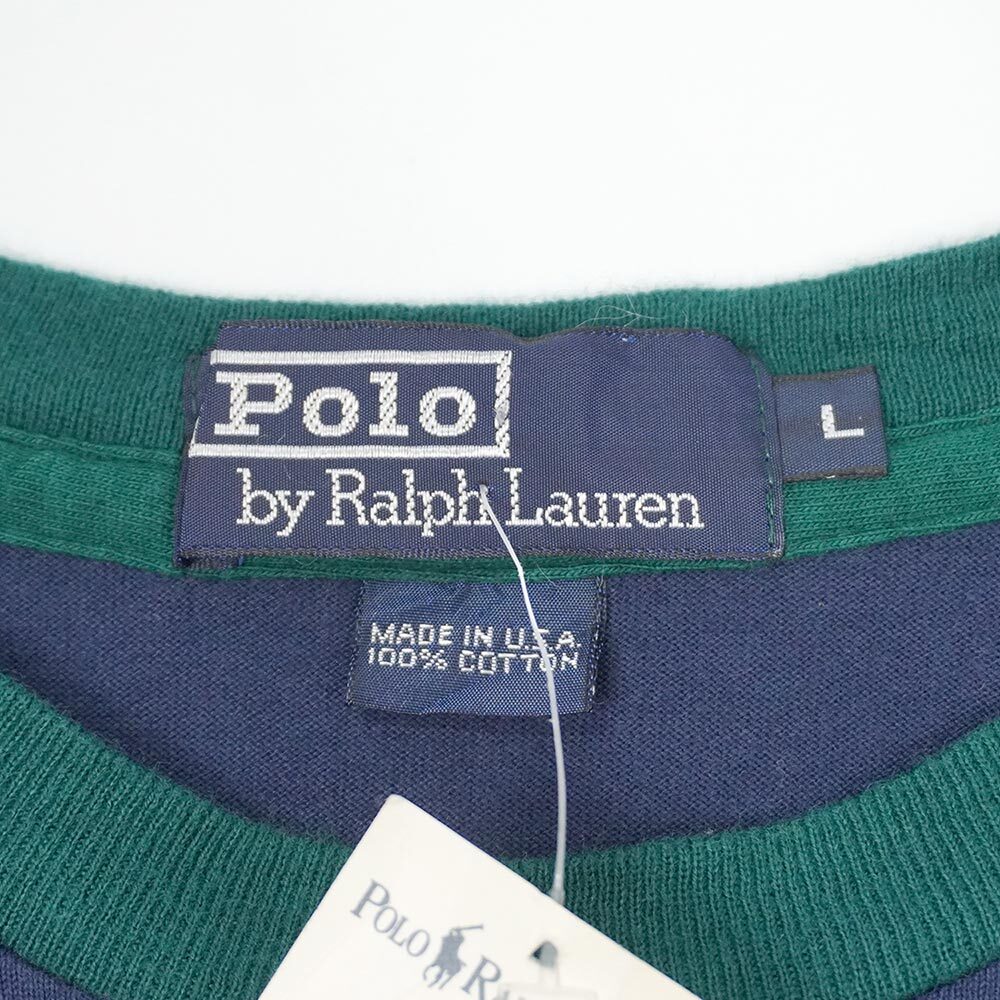 Polo
by Ralph Lauren
L
MADE IN U.S.A.
100% COTTON
POLO